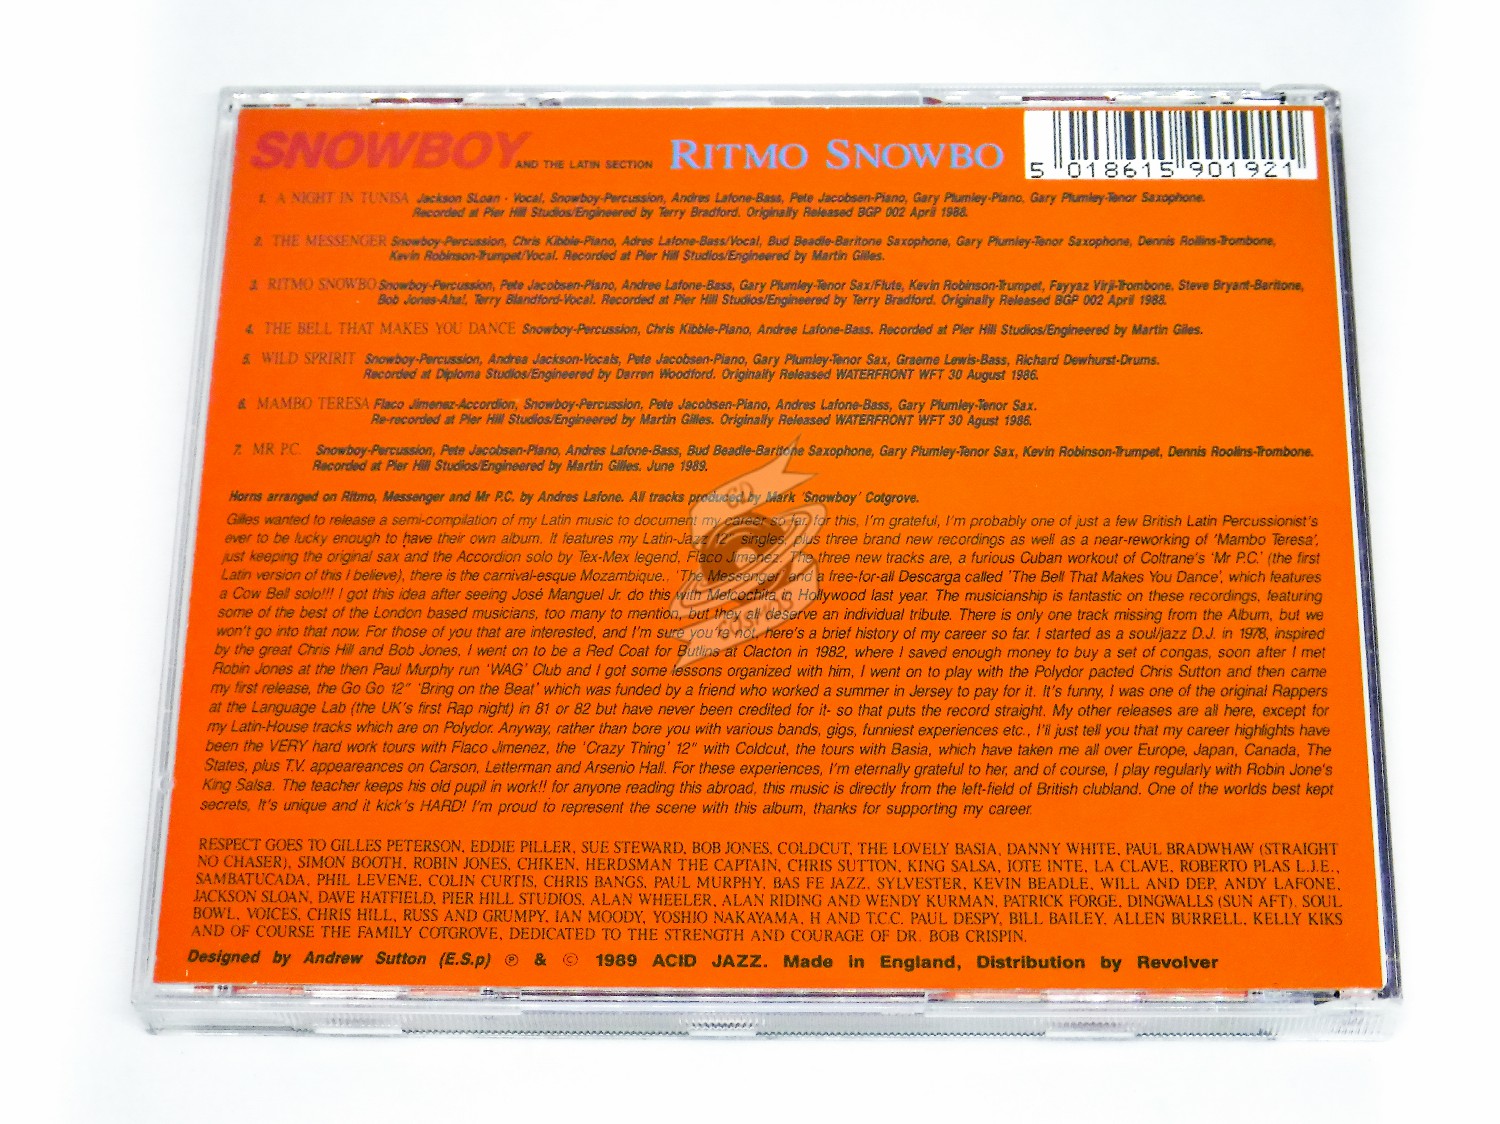 SNOWBOY AND THE LATIN SECTION RITMO SNOWBO
5 018615 901921
1. A NIGHT IN TUNISA Jackson SLoan - Vocal, Snowboy-Percussion, Andres Lafone-Bass, Pete Jacobsen-Piano, Gary Plumley-Piano, Gary Plumley-Tenor Saxophone.
Recorded at Pier Hill Studios/Engineered by Terry Bradford. Originally Released BGP 002 April 1988.
2. THE MESSENGER Snowboy-Percussion, Chris Kibble-Piano, Adres Lafone-Bass/Vocal, Bud Beadle-Baritone Saxophone, Gary Plumley-Tenor Saxophone, Dennis Rollins-Trombone,
Kevin Robinson-Trumpet/Vocal. Recorded at Pier Hill Studios/Engineered by Martin Gilles.
3. RITMO SNOWBO Snowboy-Percussion, Pete Jacobsen-Piano, Andree Lafone-Bass, Gary Plumley-Tenor Sax/Flute, Kevin Robinson-Trumpet, Fayyaz Virji-Trombone, Steve Bryant-Baritone,
Bob Jones-Aha!, Terry Blandford-Vocal. Recorded at Pier Hill Studios/Engineered by Terry Bradford. Originally Released BGP 002 April 1988.
4. THE BELL THAT MAKES YOU DANCE Snowboy-Percussion, Chris Kibble-Piano, Andree Lafone-Bass. Recorded at Pier Hill Studios/Engineered by Martin Giles.
5. WILD SPRIRIT Snowboy-Percussion, Andrea Jackson-Vocals, Pete Jacobsen-Piano, Gary Plumley-Tenor Sax, Graeme Lewis-Bass, Richard Dewhurst-Drums.
Recorded at Diploma Studios/Engineered by Darren Woodford. Originally Released WATERFRONT WFT 30 August 1986.
6. MAMBO TERESA Flaco Jimenez-Accordion, Snowboy-Percussion, Pete Jacobsen-Piano, Andres Lafone-Bass, Gary Plumley-Tenor Sax.
Re-recorded at Pier Hill Studios/Engineered by Martin Gilles. Originally Released WATERFRONT WFT 30 Agust 1986.
7. MR P.C. Snowboy-Percussion, Pete Jacobsen-Piano, Andres Lafone-Bass, Bud Beadle-Baritone Saxophone, Gary Plumley-Tenor Sax, Kevin Robinson-Trumpet, Dennis Roolins-Trombone.
Recorded at Pier Hill Studios/Engineered by Martin Gilles. June 1989.
Horns arranged on Ritmo, Messenger and Mr P.C. by Andres Lafone. All tracks produced by Mark 'Snowboy' Cotgrove.
Gilles wanted to release a semi-compilation of my Latin music to document my career so far, for this, I'm grateful, I'm probably one of just a few British Latin Percussionist's
ever to be lucky enough to have their own album. It features my Latin-Jazz 12" singles, plus three brand new recordings as well as a near-reworking of 'Mambo Teresa',
just keeping the original sax and the Accordion solo by Tex-Mex legend, Flaco Jimenez. The three new tracks are, a furious Cuban workout of Coltrane's 'Mr P.C.' (the first
Latin version of this I believe), there is the carnival-esque Mozambique.. 'The Messenger' and a free-for-all Descarga called 'The Bell That Makes You Dance', which features
a Cow Bell solo!!! I got this idea after seeing José Manguel Jr. do this with Melcochita in Hollywood last year. The musicianship is fantastic on these recordings, featuring
some of the best of the London based musicians, too many to mention, but they all deserve an individual tribute. There is only one track missing from the Album, but we
won't go into that now. For those of you that are interested, and I'm sure you're not, here's a brief history of my career so far. I started as a soul/jazz D.J. in 1978, inspired
by the great Chris Hill and Bob Jones, I went on to be a Red Coat for Butlins at Clacton in 1982, where I saved enough money to buy a set of congas, soon after I met
Robin Jones at the then Paul Murphy run 'WAG' Club and I got some lessons organized with him, I went on to play with the Polydor pacted Chris Sutton and then came
my first release, the Go Go 12" 'Bring on the Beat' which was funded by a friend who worked a summer in Jersey to pay for it. It's funny, I was one of the original Rappers
at the Language Lab (the UK's first Rap night) in 81 or 82 but have never been credited for it- so that puts the record straight. My other releases are all here, except for
my Latin-House tracks which are on Polydor. Anyway, rather than bore you with various bands, gigs, funniest experiences etc., I'll just tell you that my career highlights have
been the VERY hard work tours with Flaco Jimenez, the 'Crazy Thing' 12" with Coldcut, the tours with Basia, which have taken me all over Europe, Japan, Canada, The
States, plus T.V. appeareances on Carson, Letterman and Arsenio Hall. For these experiences, I'm eternally grateful to her, and of course, I play regularly with Robin Jone's
King Salsa. The teacher keeps his old pupil in work!! for anyone reading this abroad, this music is directly from the left-field of British clubland. One of the worlds best kept
secrets, It's unique and it kick's HARD! I'm proud to represent the scene with this album, thanks for supporting my career.
RESPECT GOES TO GILLES PETERSON, EDDIE PILLER, SUE STEWARD, BOB JONES, COLDCUT, THE LOVELY BASIA, DANNY WHITE, PAUL BRADWHAW (STRAIGHT
NO CHASER), SIMON BOOTH, ROBIN JONES, CHIKEN, HERDSMAN THE CAPTAIN, CHRIS SUTTON, KING SALSA, IOTE INTE, LA CLAVE, ROBERTO PLAS L.J.E.,
SAMBATUCADA, PHIL LEVENE, COLIN CURTIS, CHRIS BANGS, PAUL MURPHY, BAS FE JAZZ, SYLVESTER, KEVIN BEADLE, WILL AND DEP, ANDY LAFONE,
JACKSON SLOAN, DAVE HATFIELD, PIER HILL STUDIOS, ALAN WHEELER, ALAN RIDING AND WENDY KURMAN, PATRICK FORGE, DINGWALLS (SUN AFT), SOUL
BOWL, VOICES, CHRIS HILL, RUSS AND GRUMPY, IAN MOODY, YOSHIO NAKAYAMA, H AND T.C.C. PAUL DESPY, BILL BAILEY, ALLEN BURRELL, KELLY KIKS
AND OF COURSE THE FAMILY COTGROVE, DEDICATED TO THE STRENGTH AND COURAGE OF DR. BOB CRISPIN.
Designed by Andrew Sutton (E.S.p) ℗ & © 1989 ACID JAZZ. Made in England, Distribution by Revolver